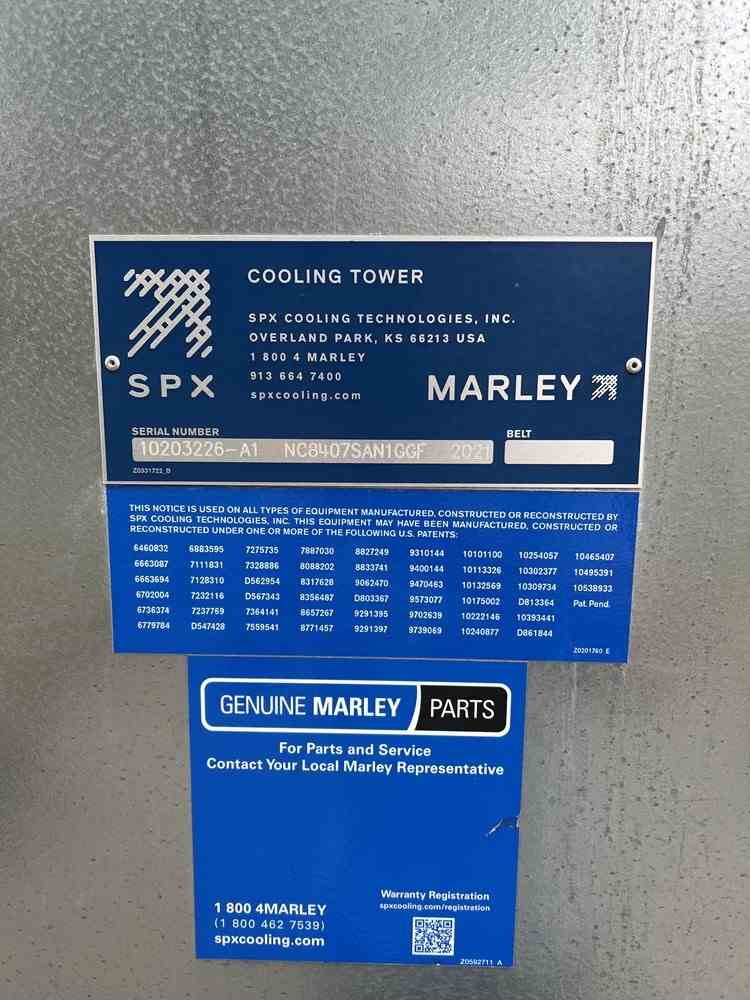 COOLING TOWER
SPX COOLING TECHNOLOGIES, INC.
OVERLAND PARK, KS 66213 USA
1 800 4 MARLEY
913 664 7400
spxcooling.com
SPX
MARLEY
SERIAL NUMBER
BELT
10203226-A1 NC8407SAN1GGF 2021
Z0331722_B
THIS NOTICE IS USED ON ALL TYPES OF EQUIPMENT MANUFACTURED, CONSTRUCTED OR RECONSTRUCTED BY
SPX COOLING TECHNOLOGIES, INC. THIS EQUIPMENT MAY HAVE BEEN MANUFACTURED, CONSTRUCTED OR
RECONSTRUCTED UNDER ONE OR MORE OF THE FOLLOWING U.S. PATENTS:
6460832 6883595 7275735 7887030 8827249 9310144 10101100 10254057 10465407
6663087 7111831 7328886 8088202 8833741 9400144 10113326 10302377 10495391
6663694 7128310 D562954 8317628 9062470 9470463 10132569 10309734 10538933
6702004 7232116 D567343 8356487 D803367 9573077 10175002 D813364 Pat. Pend.
6736374 7237769 7364141 8657267 9291395 9702639 10222146 10393441
6779784 D547428 7559541 8771457 9291397 9739069 10240877 D861844
Z0201760 E
GENUINE MARLEY PARTS
For Parts and Service
Contact Your Local Marley Representative
1 800 4MARLEY
(1 800 462 7539)
spxcooling.com
Warranty Registration
spxcooling.com/registration
Z0592711 A